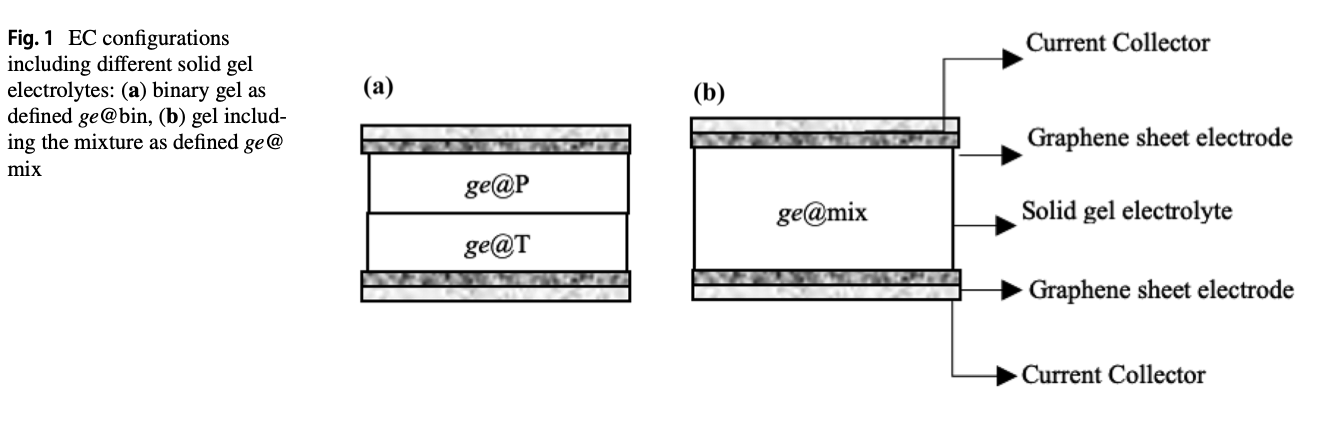 Fig. 1 EC configurations
including different solid gel
electrolytes: (a) binary gel as
defined ge@bin, (b) gel includ-
ing the mixture as defined ge@
mix
(a)
ge@P
ge@T
(b)
ge@mix
Current Collector
Graphene sheet electrode
Solid gel electrolyte
Graphene sheet electrode
Current Collector